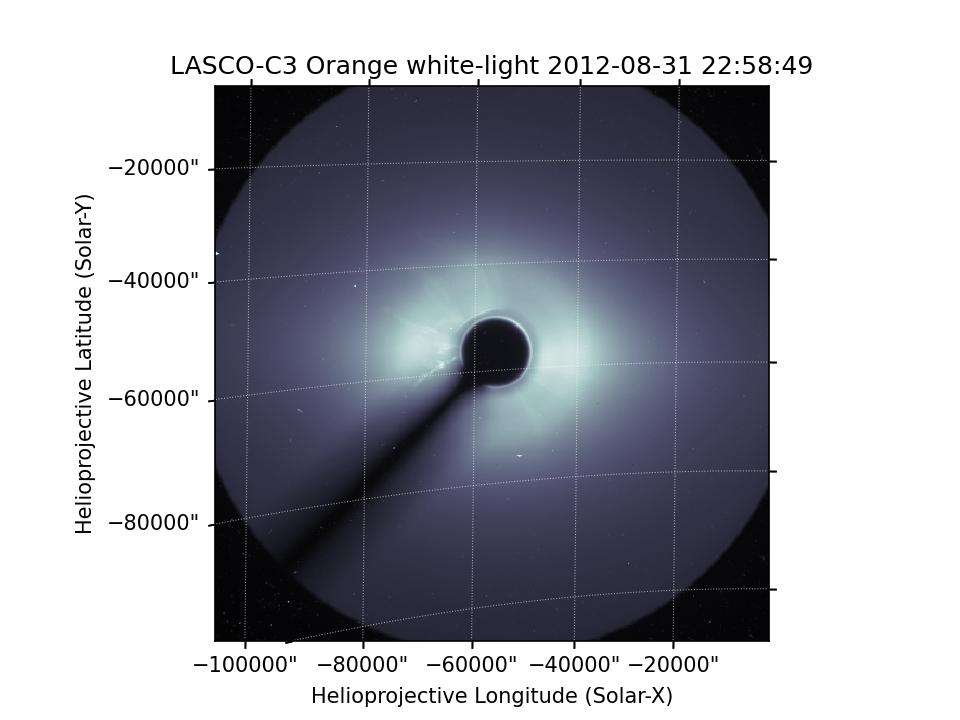 LASCO-C3 Orange white-light 2012-08-31 22:58:49
−20000"
−40000"
−60000"
−80000"
Helioprojective Latitude (Solar-Y)
−100000" −80000" −60000" −40000" −20000"
Helioprojective Longitude (Solar-X)